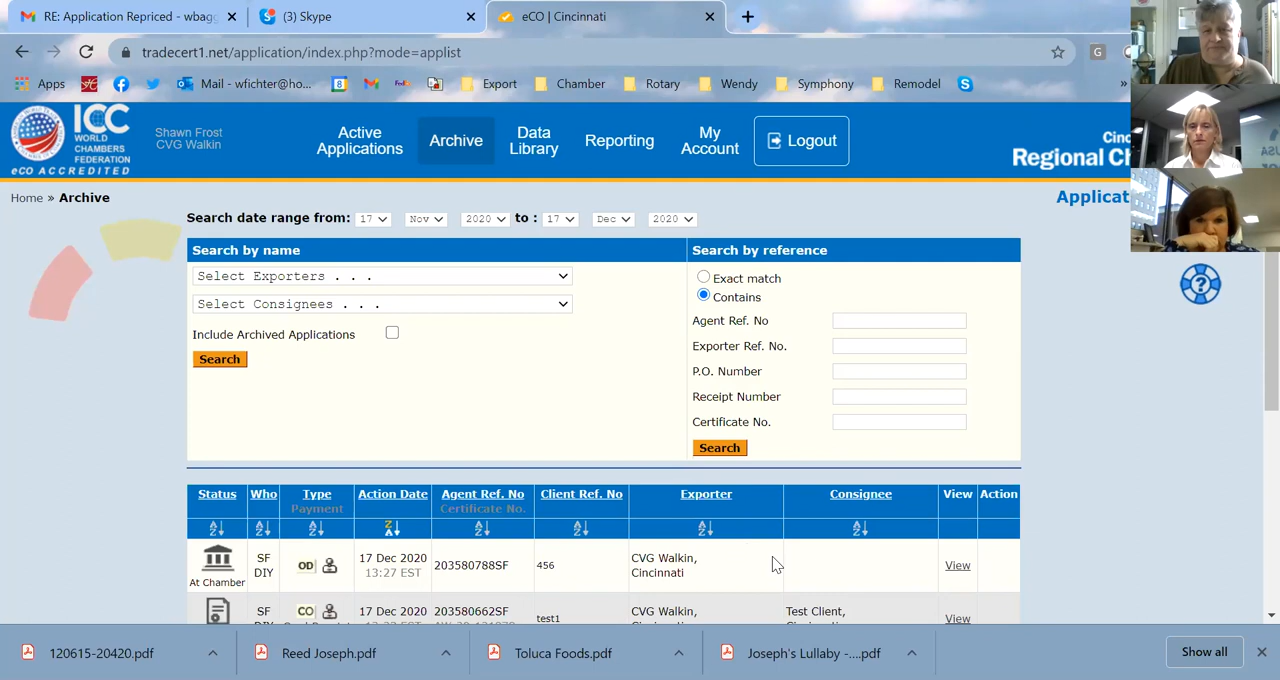 RE: Application Repriced - wbagg
(3) Skype
eCO | Cincinnati
tradecert1.net/application/index.php?mode=applist
G
Apps
Mail - wfichter@ho...
8
Export
Chamber
Rotary
Wendy
Symphony
Remodel
»
ICC
WORLD
CHAMBERS
FEDERATION
eCO ACCREDITED
Shawn Frost
CVG Walkin
Active
Applications
Archive
Data
Library
Reporting
My
Account
Logout
Cinc
Regional Ch
Home » Archive
Applicat
Search date range from: 17 Nov 2020 to : 17 Dec 2020
Search by name
Select Exporters . . .
Select Consignees . . .
Include Archived Applications
Search
Search by reference
Exact match
Contains
Agent Ref. No
Exporter Ref. No.
P.O. Number
Receipt Number
Certificate No.
Search
?
Status Who Type Action Date Agent Ref. No Client Ref. No Exporter Consignee View Action
Payment Certificate No.
At Chamber
SF
DIY
OD
17 Dec 2020
13:27 EST
203580788SF
456
CVG Walkin,
Cincinnati
View
SF
CO
17 Dec 2020
203580662SF
test1
CVG Walkin,
Test Client,
View
120615-20420.pdf
Reed Joseph.pdf
Toluca Foods.pdf
Joseph's Lullaby -....pdf
Show all